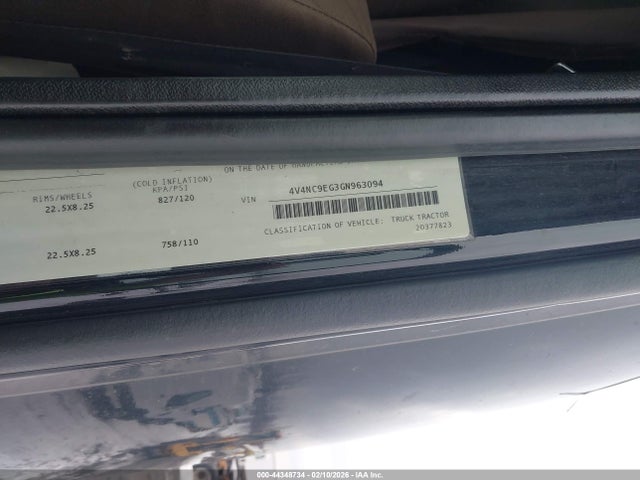 ON THE DATE OF
(COLD INFLATION)
RIMS/WHEELS KPA/PSI
22.5X8.25 827/120 VIN 4V4NC9EG3GN963094
CLASSIFICATION OF VEHICLE: TRUCK TRACTOR
22.5X8.25 758/110 20377823
000-44348734 - 02/10/2026 - IAA Inc.